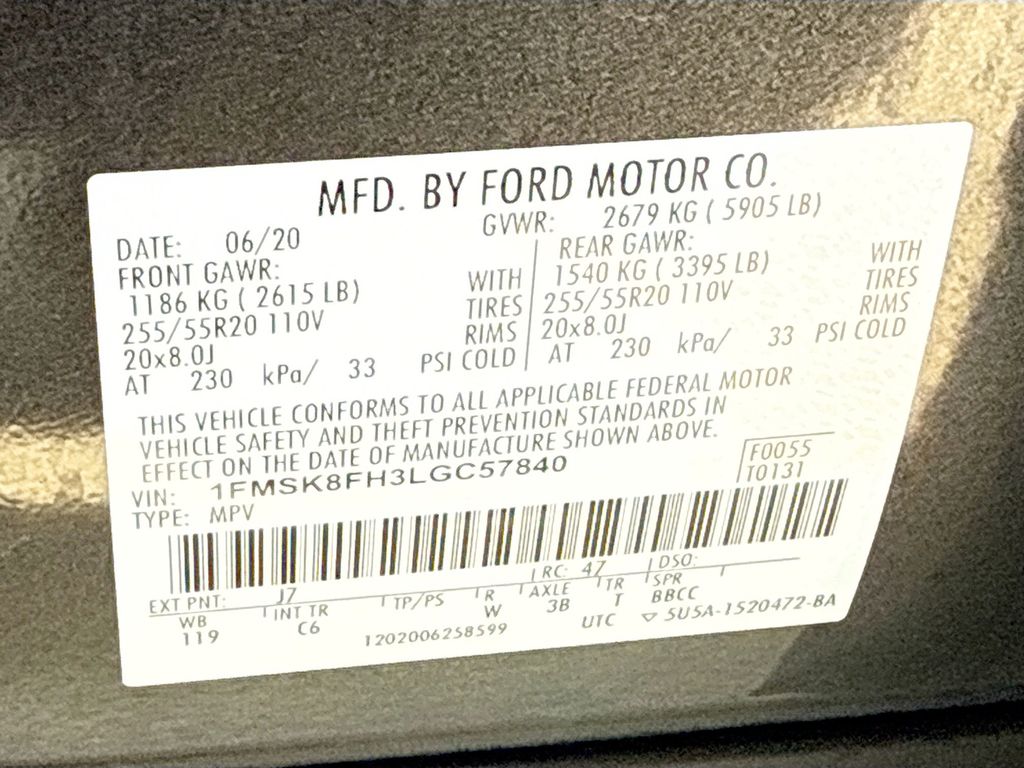 MFD. BY FORD MOTOR CO.
DATE: 06/20 GVWR: 2679 KG ( 5905 LB)
FRONT GAWR: WITH REAR GAWR: WITH
1186 KG ( 2615 LB) TIRES 1540 KG ( 3395 LB) TIRES
255/55R20 110V RIMS 255/55R20 110V RIMS
20x8.0J PSI COLD 20x8.0J PSI COLD
AT 230 kPa/ 33 AT 230 kPa/ 33
THIS VEHICLE CONFORMS TO ALL APPLICABLE FEDERAL MOTOR
VEHICLE SAFETY AND THEFT PREVENTION STANDARDS IN
EFFECT ON THE DATE OF MANUFACTURE SHOWN ABOVE.
F0055
T0131
VIN: 1FMSK8FH3LGC57840
TYPE: MPV
EXT PNT: J7 RC: 47 DSO:
WB INT TR TP/PS R AXLE TR SPR
119 C6 W 3B T BBCC
1202006258599 UTC ▽ 5U5A-1520472-BA